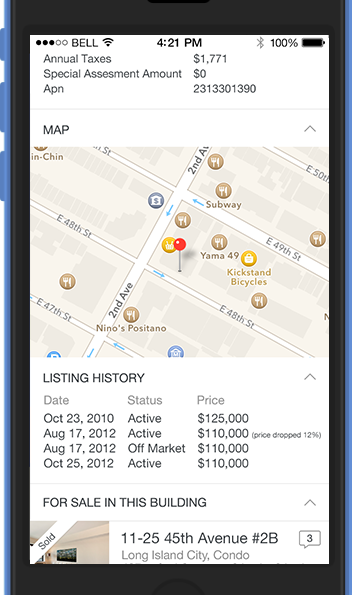 BELL 4:21 PM 100%
Annual Taxes $1,771
Special Assesment Amount $0
Apn 2313301390
MAP
in-Chin
2nd Av
E 50
Subway
E 48th St
E 49th St
Yama 49
Kickstand
Bicycles
2nd Ave
E 47th St
Nino's Positano
E 48th St
LISTING HISTORY
Date Status Price
Oct 23, 2010 Active $125,000
Aug 17, 2012 Active $110,000 (price dropped 12%)
Aug 17, 2012 Off Market $110,000
Oct 25, 2012 Active $110,000
FOR SALE IN THIS BUILDING
Sold
11-25 45th Avenue #2B 3
Long Island City, Condo